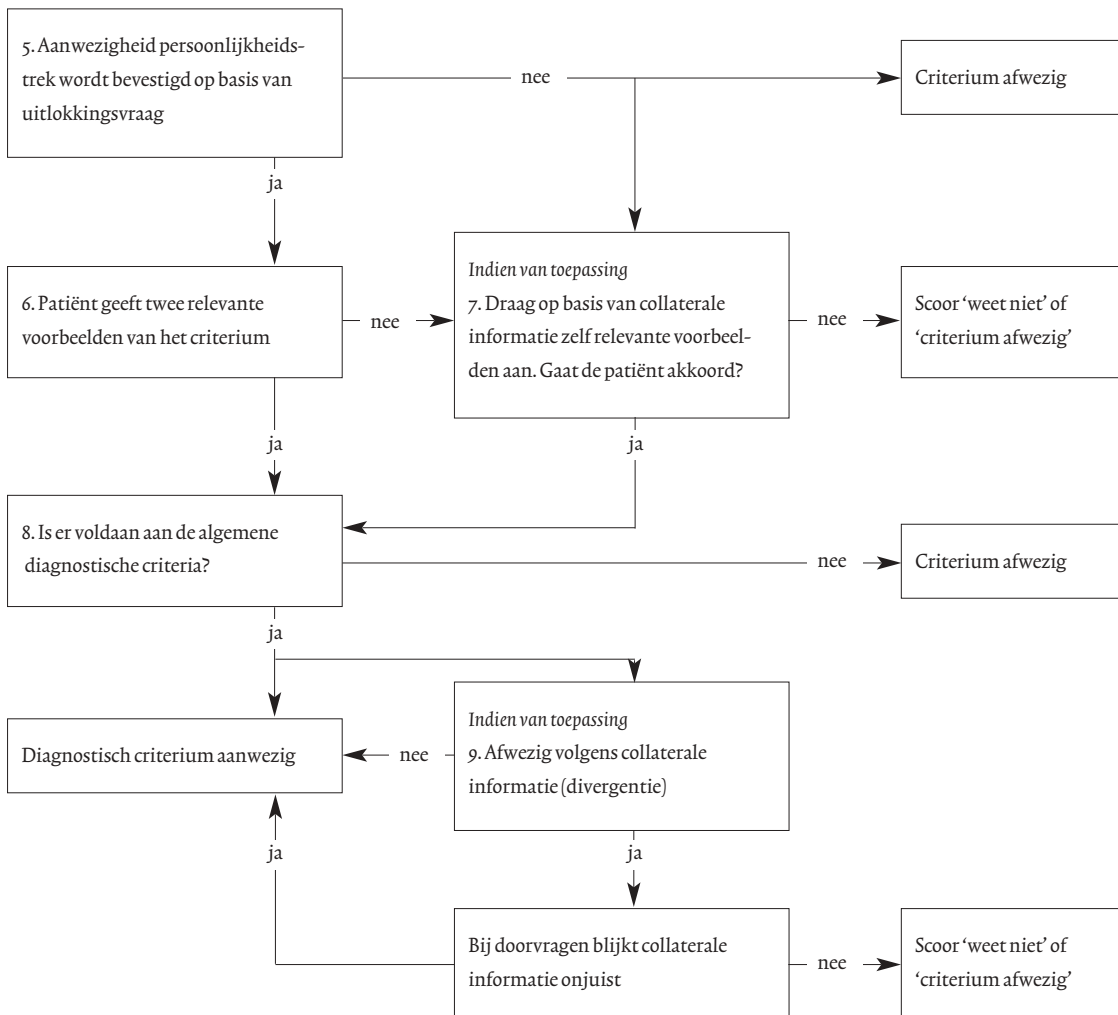 5. Aanwezigheid persoonlijkheids-
trek wordt bevestigd op basis van
uitlokkingsvraag
nee
Criterium afwezig
ja
6. Patiënt geeft twee relevante
voorbeelden van het criterium
nee
Indien van toepassing
7. Draag op basis van collaterale
informatie zelf relevante voorbeel-
den aan. Gaat de patiënt akkoord?
nee
Scoor ‘weet niet’ of
‘criterium afwezig’
ja
ja
8. Is er voldaan aan de algemene
diagnostische criteria?
nee
Criterium afwezig
ja
Diagnostisch criterium aanwezig
nee
Indien van toepassing
9. Afwezig volgens collaterale
informatie (divergentie)
ja
ja
Bij doorvragen blijkt collaterale
informatie onjuist
nee
Scoor ‘weet niet’ of
‘criterium afwezig’